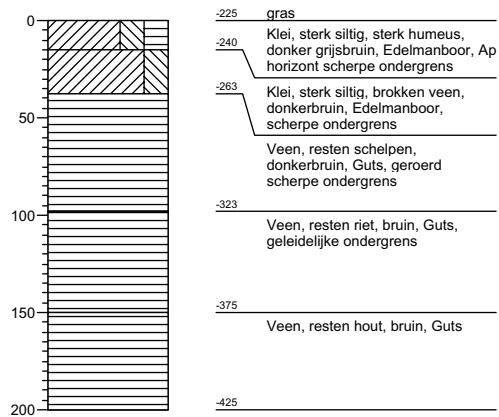 0
50
100
150
200
-225
gras
Klei, sterk siltig, sterk humeus,
donker grijsbruin, Edelmanboor, Ap
horizont scherpe ondergrens
-240
-263
Klei, sterk siltig, brokken veen,
donkerbruin, Edelmanboor,
scherpe ondergrens
Veen, resten schelpen,
donkerbruin, Guts, geroerd
scherpe ondergrens
-323
Veen, resten riet, bruin, Guts,
geleidelijke ondergrens
-375
Veen, resten hout, bruin, Guts
-425